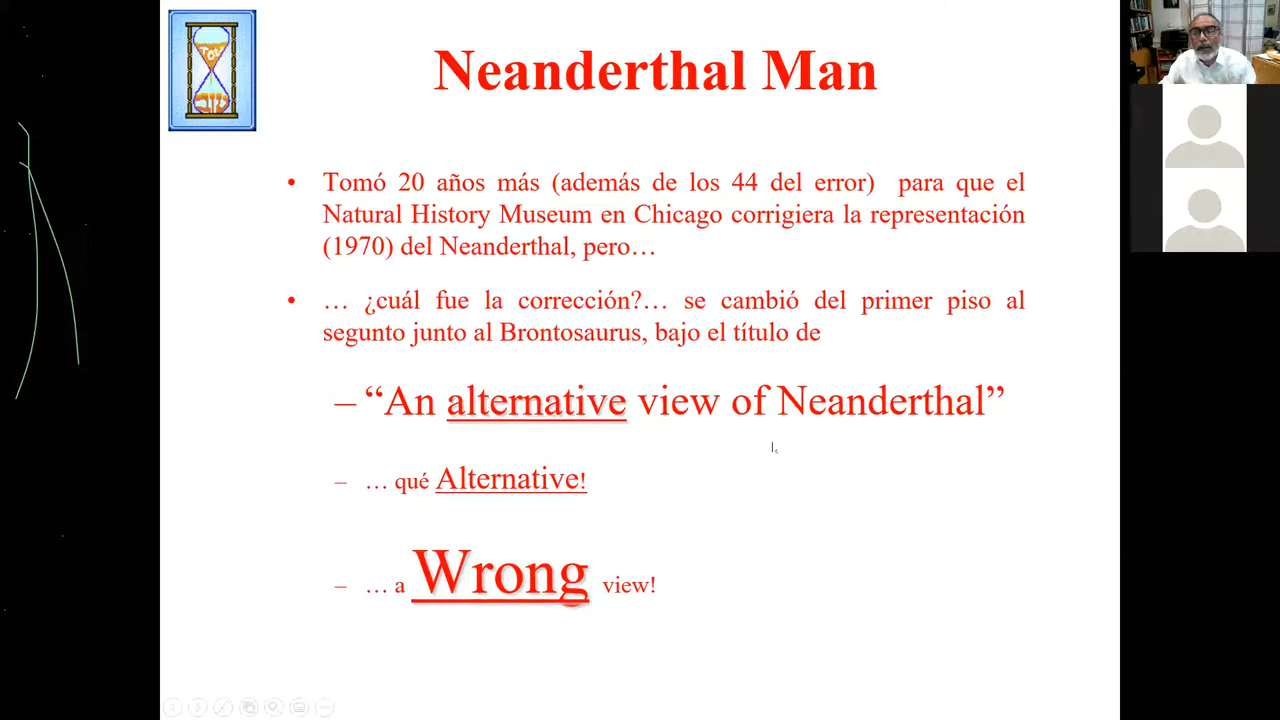 Neanderthal Man
• Tomó 20 años más (además de los 44 del error) para que el
Natural History Museum en Chicago corrigiera la representación
(1970) del Neanderthal, pero…
• … ¿cuál fue la corrección?… se cambió del primer piso al
segunto junto al Brontosaurus, bajo el título de
– “An alternative view of Neanderthal”
– … qué Alternative!
– … a Wrong view!